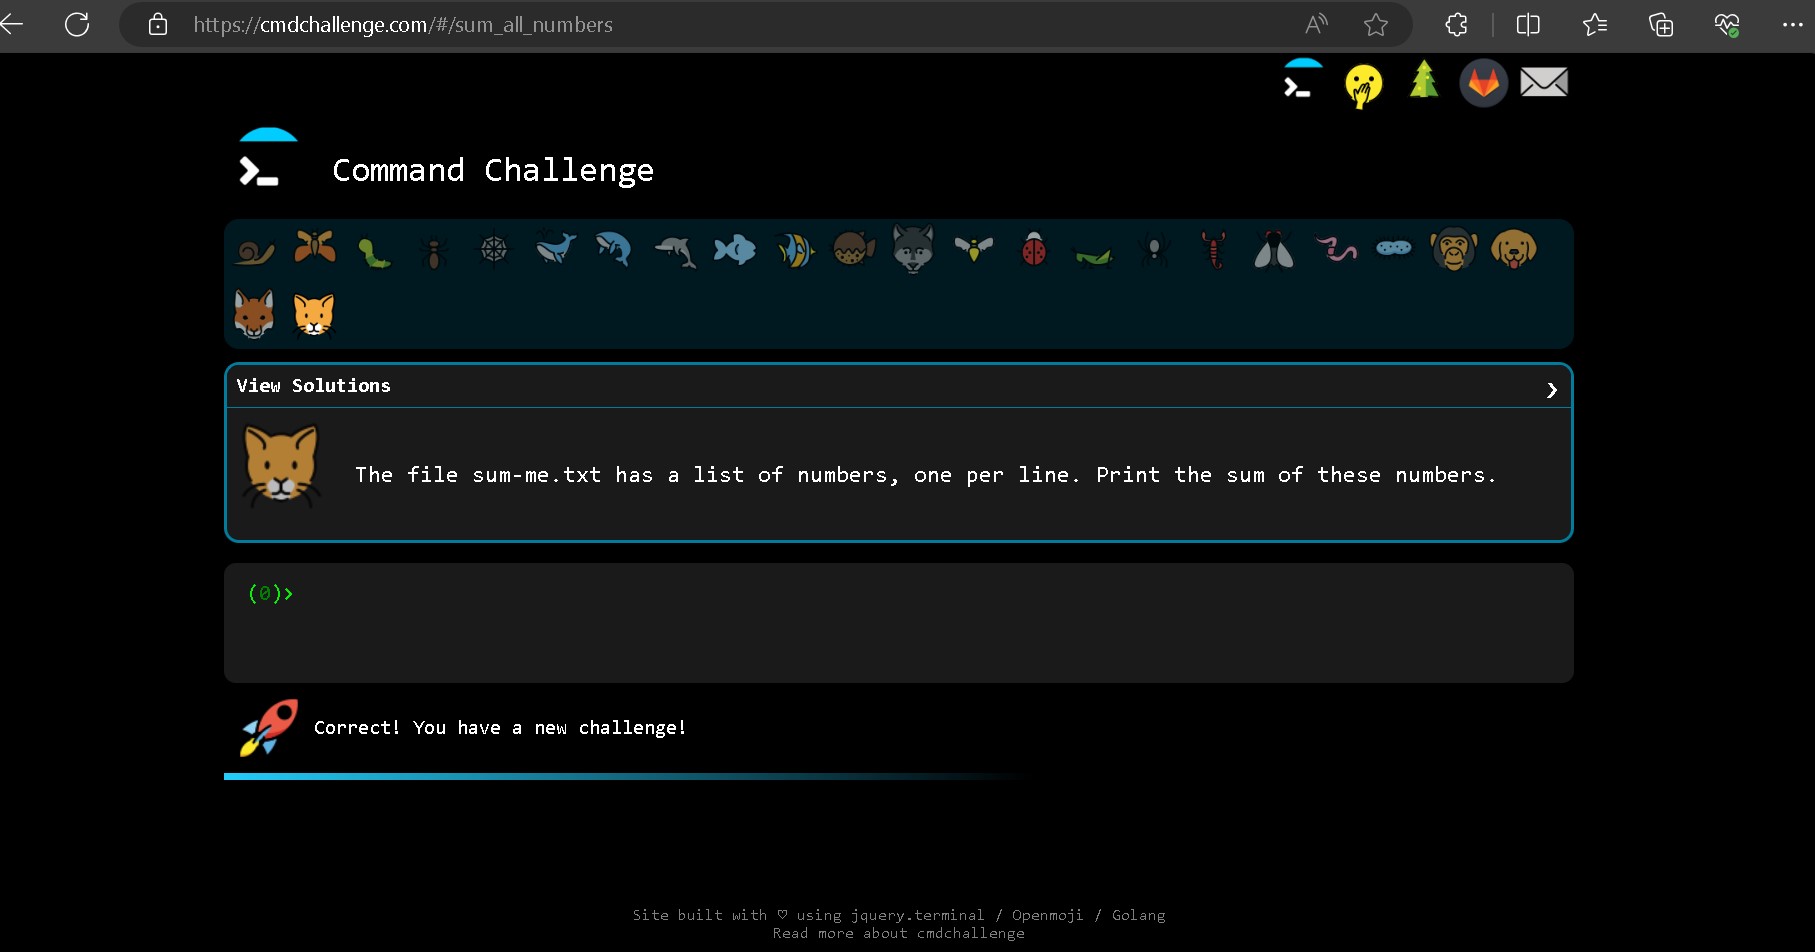 https://cmdchallenge.com/#/sum_all_numbers
Command Challenge
View Solutions
The file sum-me.txt has a list of numbers, one per line. Print the sum of these numbers.
(0)>
Correct! You have a new challenge!
Site built with ♡ using jquery.terminal / Openmoji / Golang
Read more about cmdchallenge